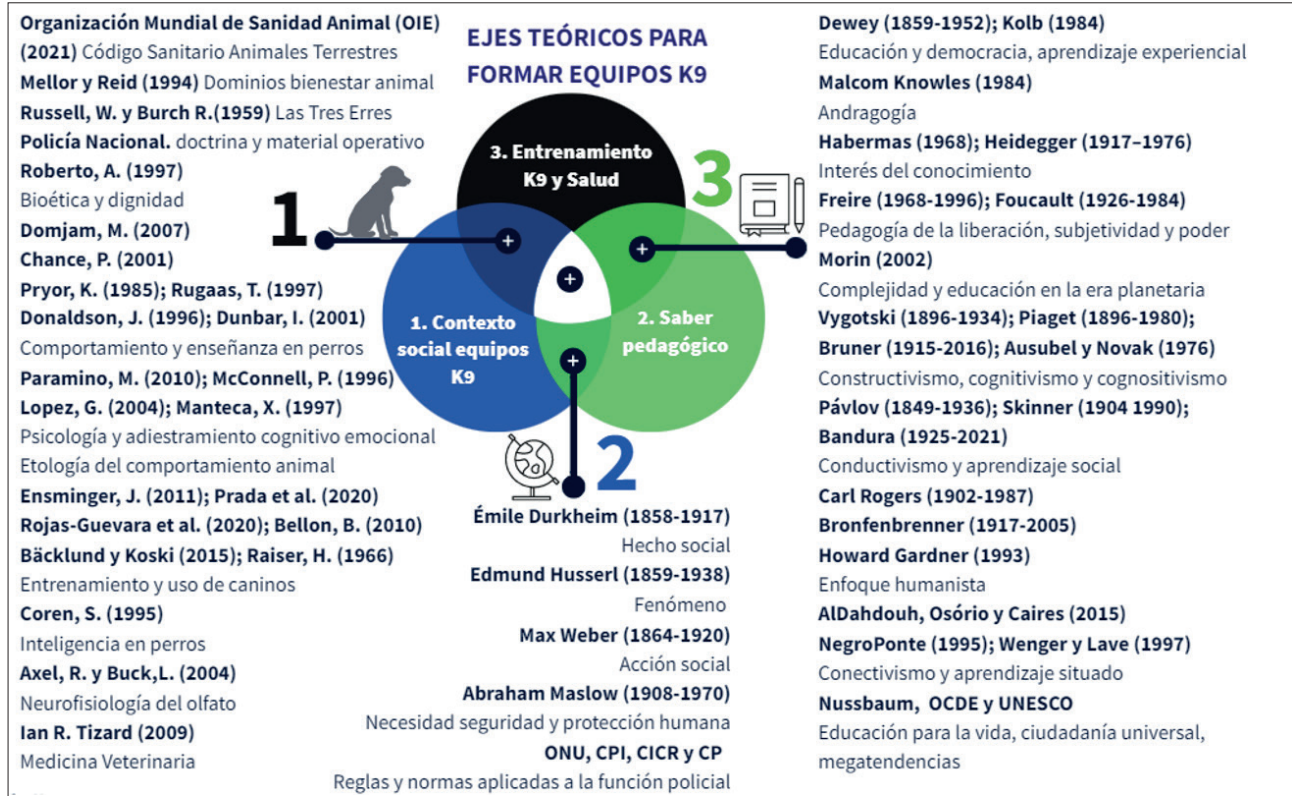 Organización Mundial de Sanidad Animal (OIE)
(2021) Código Sanitario Animales Terrestres
Mellor y Reid (1994) Dominios bienestar animal
Russell, W. y Burch R.(1959) Las Tres Erres
Policía Nacional. doctrina y material operativo
Roberto, A. (1997)
Bioética y dignidad
Domjam, M. (2007)
Chance, P. (2001)
Pryor, K. (1985); Rugaas, T. (1997)
Donaldson, J. (1996); Dunbar, I. (2001)
Comportamiento y enseñanza en perros
Paramino, M. (2010); McConnell, P. (1996)
Lopez, G. (2004); Manteca, X. (1997)
Psicología y adiestramiento cognitivo emocional
Etología del comportamiento animal
Ensminger, J. (2011); Prada et al. (2020)
Rojas-Guevara et al. (2020); Bellon, B. (2010)
Bäcklund y Koski (2015); Raiser, H. (1966)
Entrenamiento y uso de caninos
Coren, S. (1995)
Inteligencia en perros
Axel, R. y Buck,L. (2004)
Neurofisiología del olfato
Ian R. Tizard (2009)
Medicina Veterinaria
EJES TEÓRICOS PARA
FORMAR EQUIPOS K9
3. Entrenamiento
K9 y Salud
1
3
1. Contexto
social equipos
K9
2. Saber
pedagógico
2
Émile Durkheim (1858-1917)
Hecho social
Edmund Husserl (1859-1938)
Fenómeno
Max Weber (1864-1920)
Acción social
Abraham Maslow (1908-1970)
Necesidad seguridad y protección humana
ONU, CPI, CICR y CP
Reglas y normas aplicadas a la función policial
Dewey (1859-1952); Kolb (1984)
Educación y democracia, aprendizaje experiencial
Malcom Knowles (1984)
Andragogía
Habermas (1968); Heidegger (1917–1976)
Interés del conocimiento
Freire (1968-1996); Foucault (1926-1984)
Pedagogía de la liberación, subjetividad y poder
Morin (2002)
Complejidad y educación en la era planetaria
Vygotski (1896-1934); Piaget (1896-1980);
Bruner (1915-2016); Ausubel y Novak (1976)
Constructivismo, cognitivismo y cognositivismo
Pávlov (1849-1936); Skinner (1904 1990);
Bandura (1925-2021)
Conductivismo y aprendizaje social
Carl Rogers (1902-1987)
Bronfenbrenner (1917-2005)
Howard Gardner (1993)
Enfoque humanista
AlDahdouh, Osório y Caires (2015)
NegroPonte (1995); Wenger y Lave (1997)
Conectivismo y aprendizaje situado
Nussbaum, OCDE y UNESCO
Educación para la vida, ciudadanía universal,
megatendencias